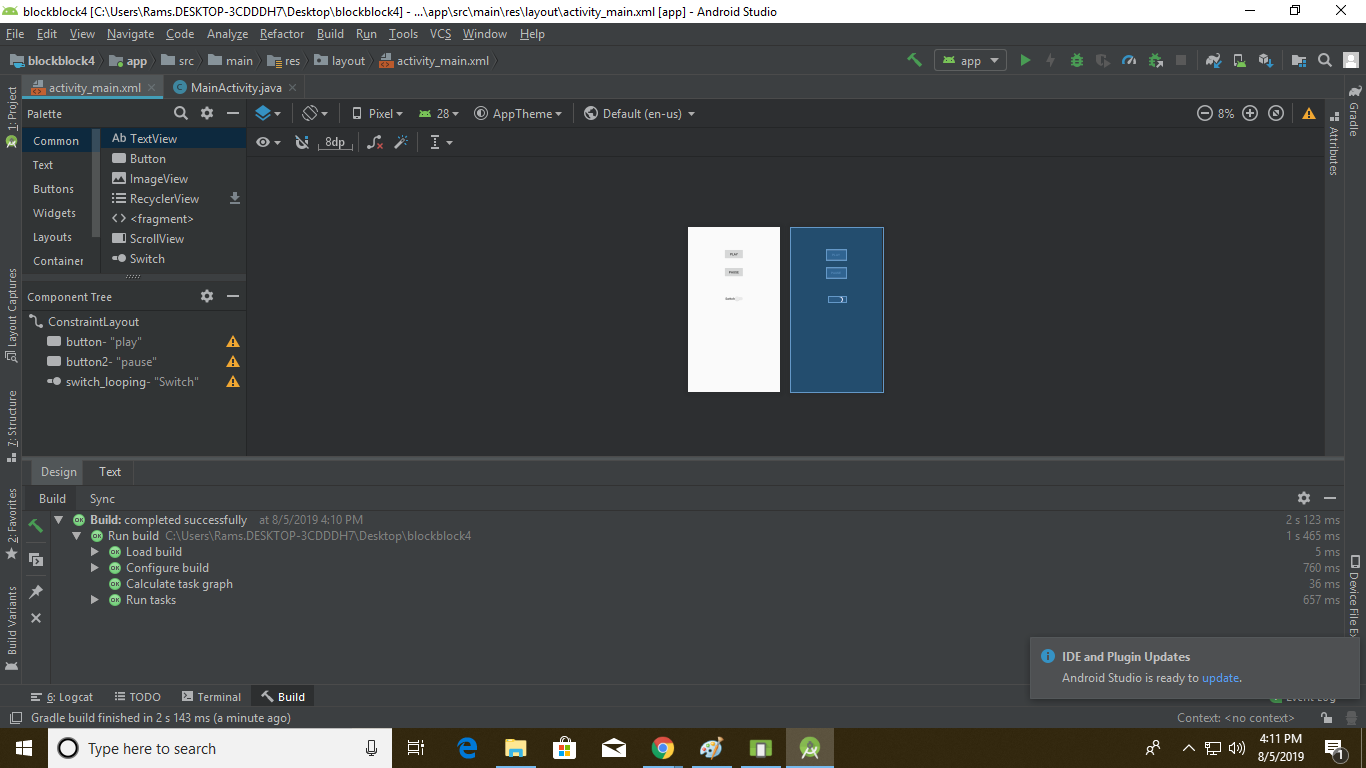 blockblock4 [C:\Users\Rams.DESKTOP-3CDDDH7\Desktop\blockblock4] - ...\app\src\main\res\layout\activity_main.xml [app] - Android Studio
File Edit View Navigate Code Analyze Refactor Build Run Tools VCS Window Help
blockblock4 app src main res layout activity_main.xml app
activity_main.xml MainActivity.java
1: Project
Gradle
Palette Pixel 28 AppTheme Default (en-us) 8%
Attributes
Common
Text
Buttons
Widgets
Layouts
Container
Ab TextView
Button
ImageView
RecyclerView
<fragment>
ScrollView
Switch
8dp
PLAY
PAUSE
Switch
Layout Captures
Component Tree
ConstraintLayout
button- "play"
button2- "pause"
switch_looping- "Switch"
7: Structure
Design Text
Build Sync
2: Favorites
Build: completed successfully at 8/5/2019 4:10 PM 2 s 123 ms
Run build C:\Users\Rams.DESKTOP-3CDDDH7\Desktop\blockblock4 1 s 465 ms
Load build 5 ms
Configure build 760 ms
Calculate task graph 36 ms
Run tasks 657 ms
Device File Ex
Build Variants
IDE and Plugin Updates
Android Studio is ready to update.
6: Logcat TODO Terminal Build Event Log
Gradle build finished in 2 s 143 ms (a minute ago) Context: <no context>
Type here to search
4:11 PM
8/5/2019
1